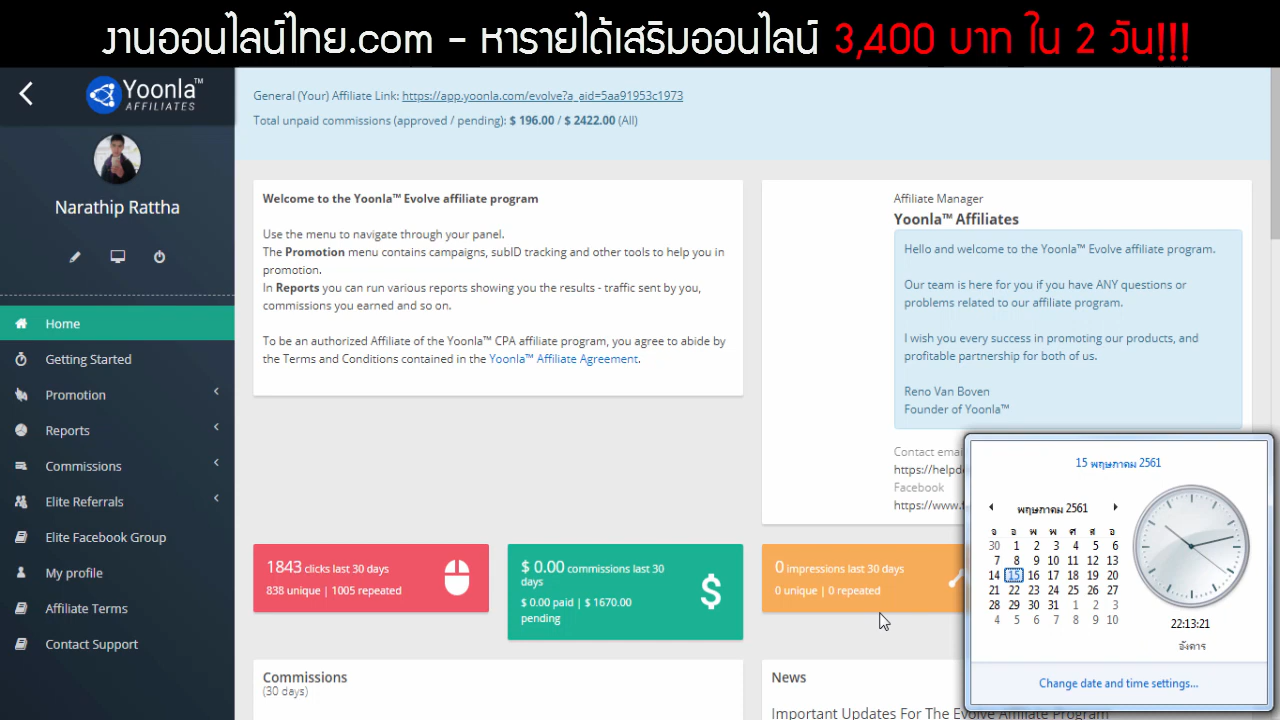 งานออนไลน์ไทย.com - หารายได้เสริมออนไลน์ 3,400 บาท ใน 2 วัน!!!
Yoonla™
AFFILIATES
Narathip Rattha
Home
Getting Started
Promotion
Reports
Commissions
Elite Referrals
Elite Facebook Group
My profile
Affiliate Terms
Contact Support
General (Your) Affiliate Link: https://app.yoonla.com/evolve?a_aid=5aa91953c1973
Total unpaid commissions (approved / pending): $ 196.00 / $ 2422.00 (All)
Welcome to the Yoonla™ Evolve affiliate program
Use the menu to navigate through your panel.
The Promotion menu contains campaigns, subID tracking and other tools to help you in
promotion.
In Reports you can run various reports showing you the results - traffic sent by you,
commissions you earned and so on.
To be an authorized Affiliate of the Yoonla™ CPA affiliate program, you agree to abide by
the Terms and Conditions contained in the Yoonla™ Affiliate Agreement.
Affiliate Manager
Yoonla™ Affiliates
Hello and welcome to the Yoonla™ Evolve affiliate program.
Our team is here for you if you have ANY questions or
problems related to our affiliate program.
I wish you every success in promoting our products, and
profitable partnership for both of us.
Reno Van Boven
Founder of Yoonla™
Contact emai
https://helpde
Facebook
https://www.f
1843 clicks last 30 days
838 unique | 1005 repeated
$ 0.00 commissions last 30
days
$ 0.00 paid | $ 1670.00
pending
0 impressions last 30 days
0 unique | 0 repeated
Commissions
(30 days)
News
Important Updates For The Evolve Affiliate Program
15 พฤษภาคม 2561
พฤษภาคม 2561
จ อ พ พ ศ ส อ
30 1 2 3 4 5 6
7 8 9 10 11 12 13
14 15 16 17 18 19 20
21 22 23 24 25 26 27
28 29 30 31 1 2 3
4 5 6 7 8 9 10
22:13:21
อังคาร
Change date and time settings...